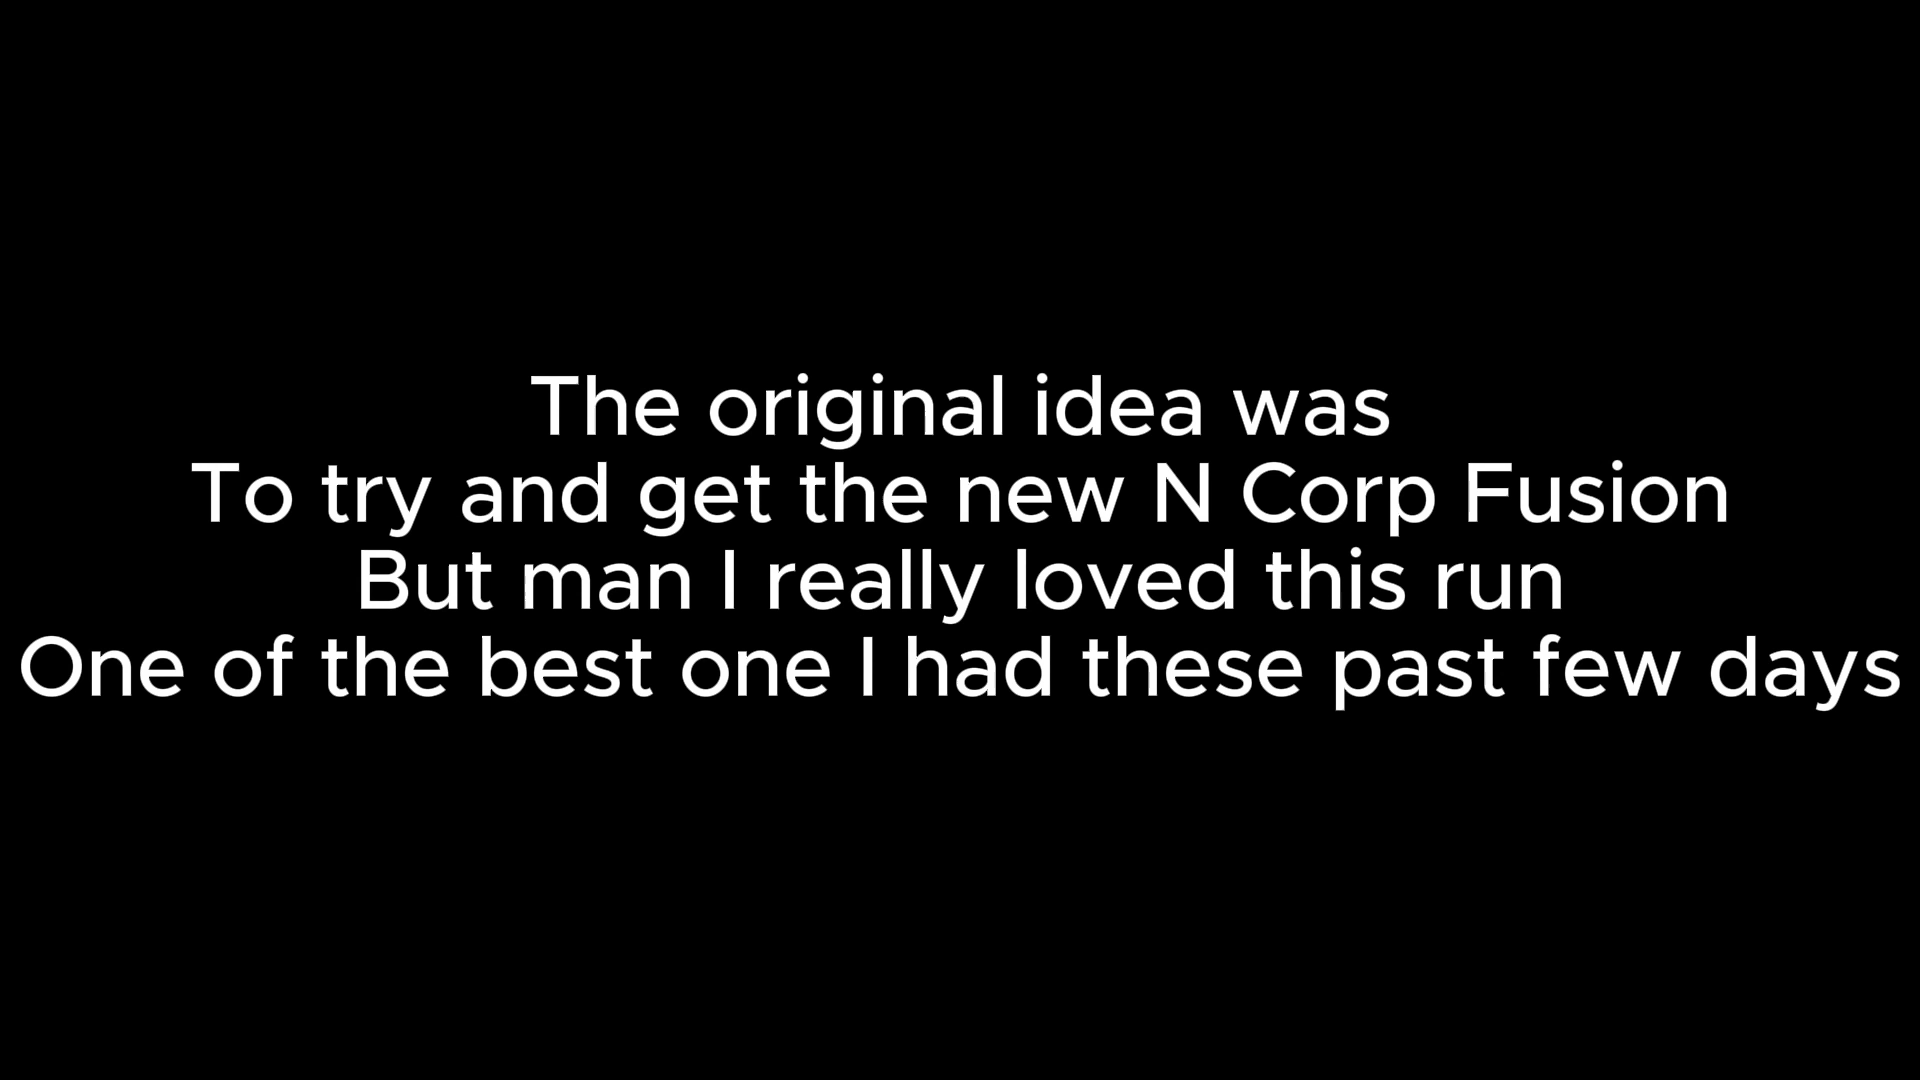 The original idea was
To try and get the new N Corp Fusion
But man I really loved this run
One of the best one I had these past few days